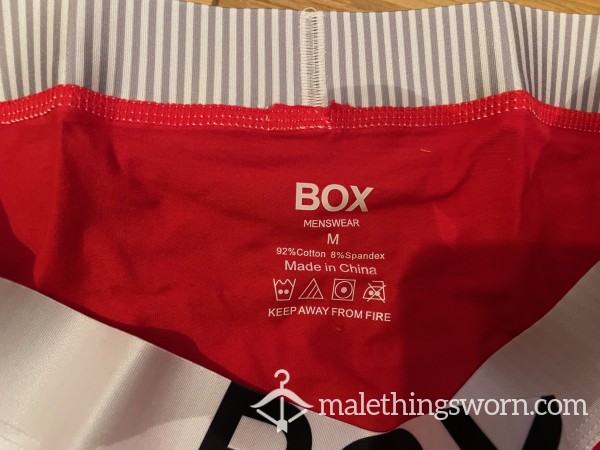 BOX
MENSWEAR
M
92%Cotton 8%Spandex
Made in China
KEEP AWAY FROM FIRE
malethingsworn.com